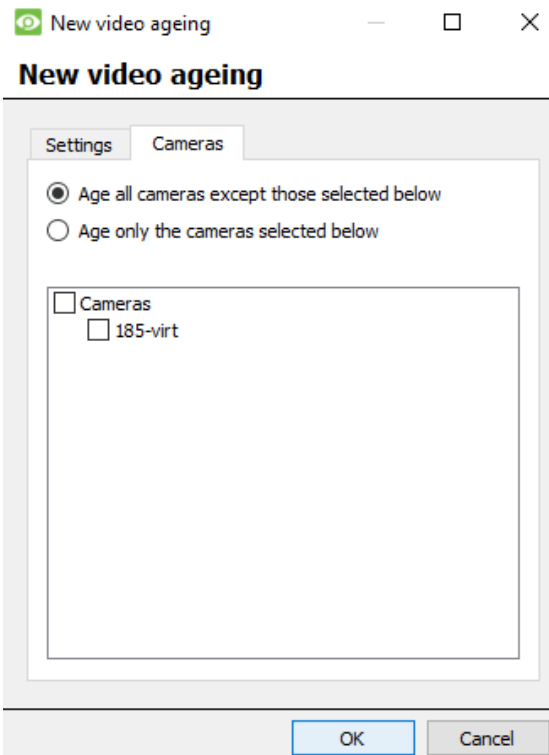 New video ageing
New video ageing
Settings Cameras
Age all cameras except those selected below
Age only the cameras selected below
Cameras
185-virt
OK Cancel